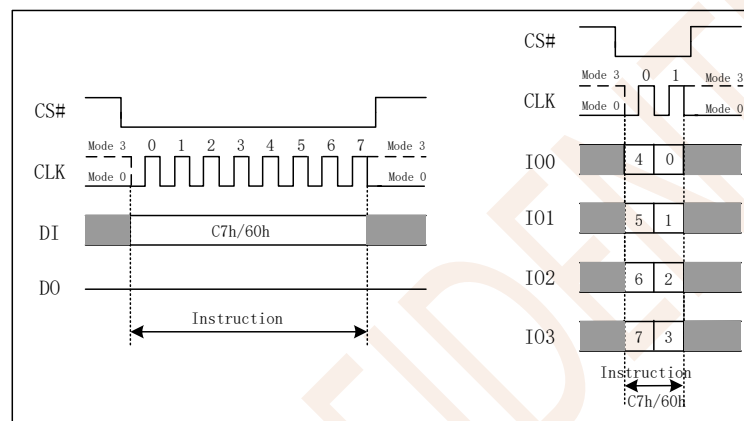 CS#
Mode 3 0 1 2 3 4 5 6 7 Mode 3
CLK
Mode 0 Mode 0
DI C7h/60h
DO
Instruction
CS#
Mode 3 0 1 Mode 3
CLK
Mode 0 Mode 0
IO0 4 0
IO1 5 1
IO2 6 2
IO3 7 3
Instruction
C7h/60h